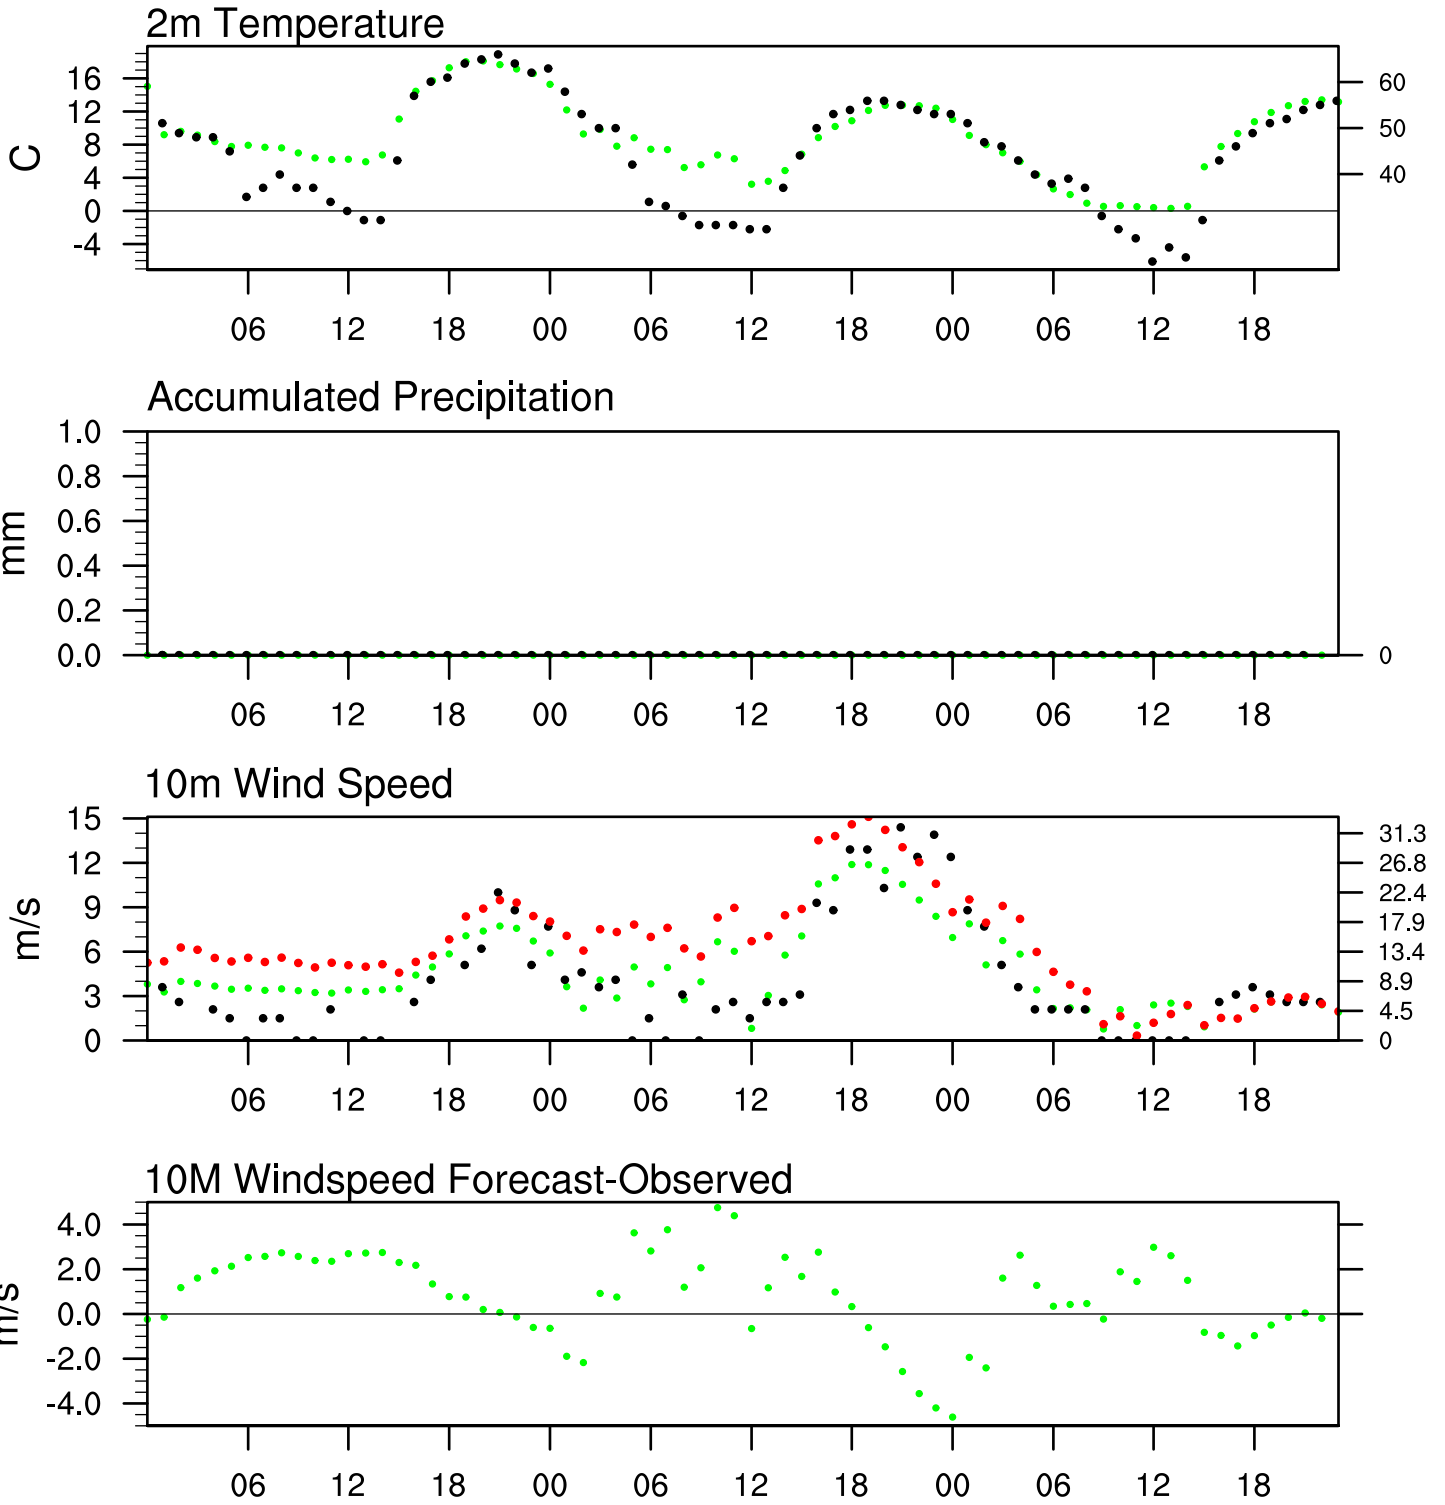 2m Temperature
16
12
8
4
0
-4
C
60
50
40
06 12 18 00 06 12 18 00 06 12 18
Accumulated Precipitation
1.0
0.8
0.6
0.4
0.2
0.0
mm
0
06 12 18 00 06 12 18 00 06 12 18
10m Wind Speed
15
12
9
6
3
0
m/s
31.3
26.8
22.4
17.9
13.4
8.9
4.5
0
06 12 18 00 06 12 18 00 06 12 18
10M Windspeed Forecast-Observed
4.0
2.0
0.0
-2.0
-4.0
m/s
06 12 18 00 06 12 18 00 06 12 18